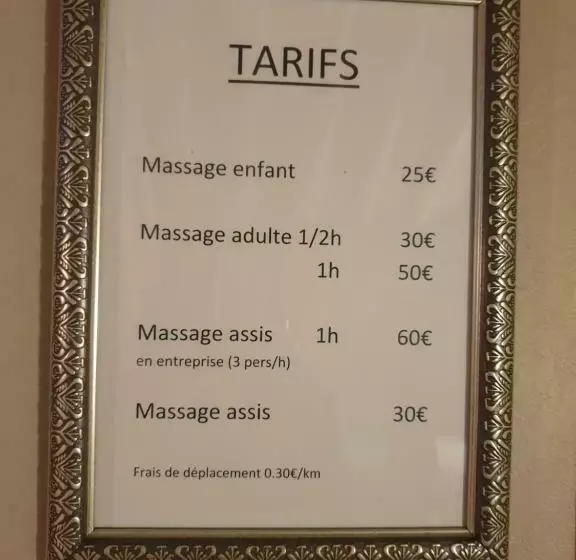 TARIFS
Massage enfant 25€
Massage adulte 1/2h 30€
1h 50€
Massage assis 1h 60€
en entreprise (3 pers/h)
Massage assis 30€
Frais de déplacement 0.30€/km